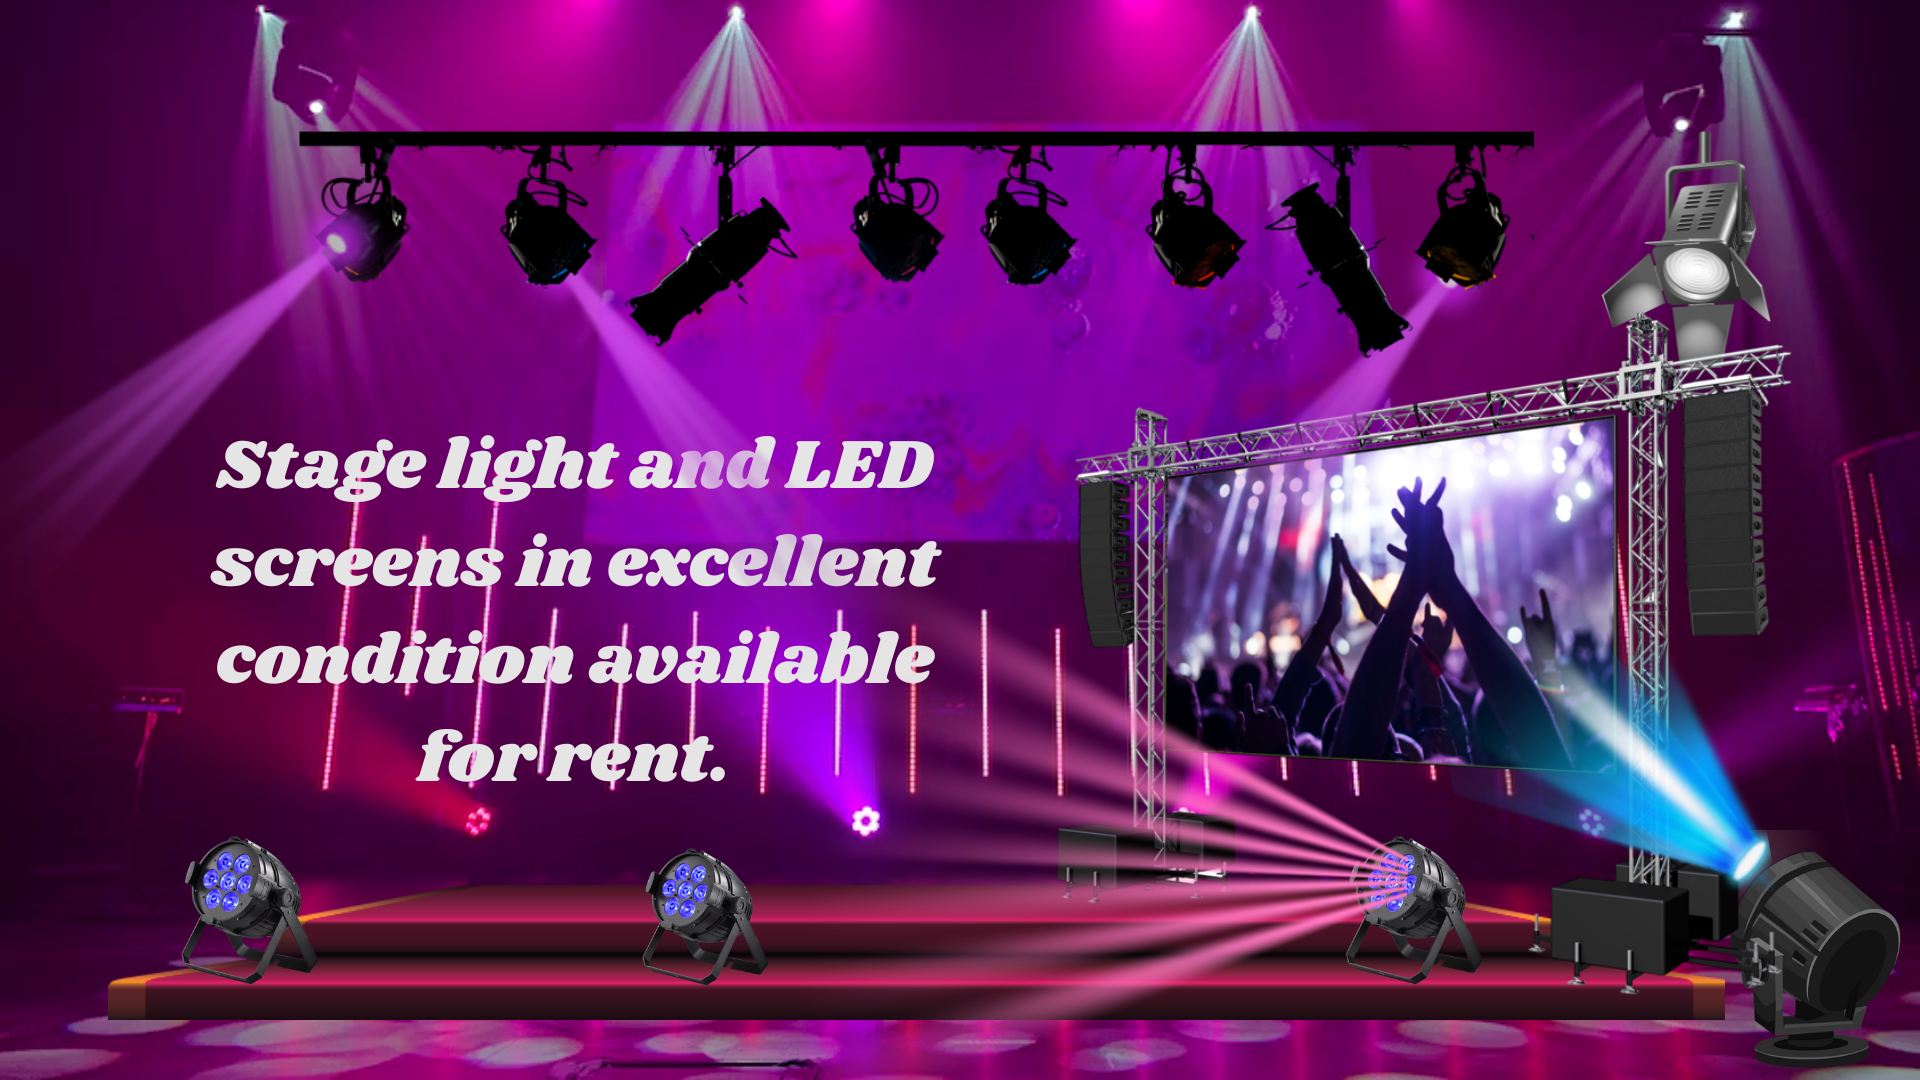 Stage light and LED
screens in excellent
condition available
for rent.